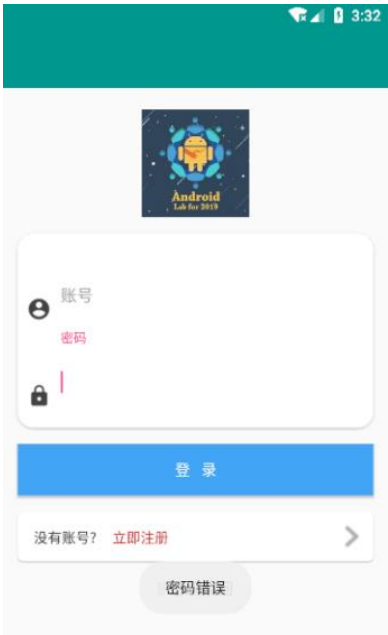 3:32
Android
Lab for 2019
账号
密码
登 录
没有账号? 立即注册
密码错误